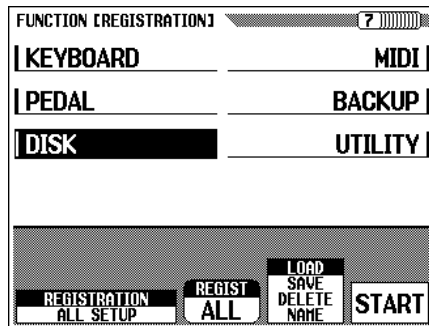 FUNCTION [REGISTRATION] 7
KEYBOARD MIDI
PEDAL BACKUP
DISK UTILITY
LOAD
SAVE
DELETE
NAME
REGISTRATION
ALL SETUP
REGIST
ALL
START